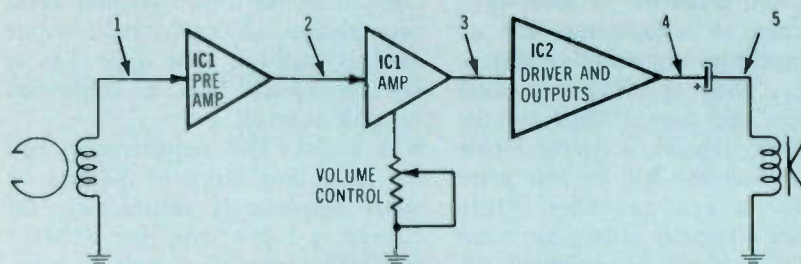 1
2
3
4
5
IC1
PRE
AMP
IC1
AMP
IC2
DRIVER AND
OUTPUTS
+
VOLUME
CONTROL